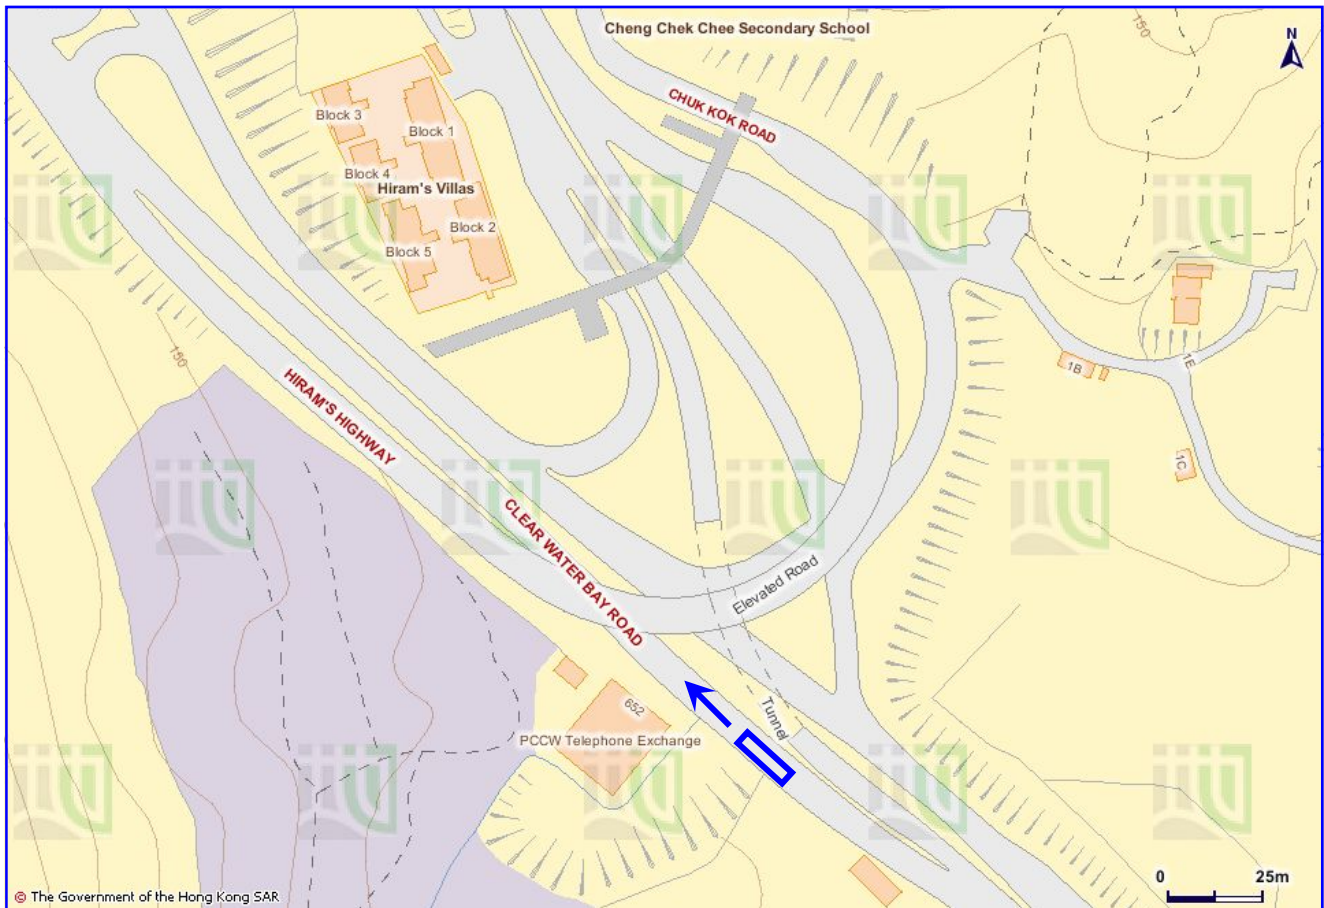 Cheng Chek Chee Secondary School
150
N
CHUK KOK ROAD
Block 3
Block 1
Block 4
Hiram's Villas
Block 2
Block 5
150
1E
1B
HIRAM'S HIGHWAY
1C
CLEAR WATER BAY ROAD
Elevated Road
652
Tunnel
PCCW Telephone Exchange
0 25m
© The Government of the Hong Kong SAR